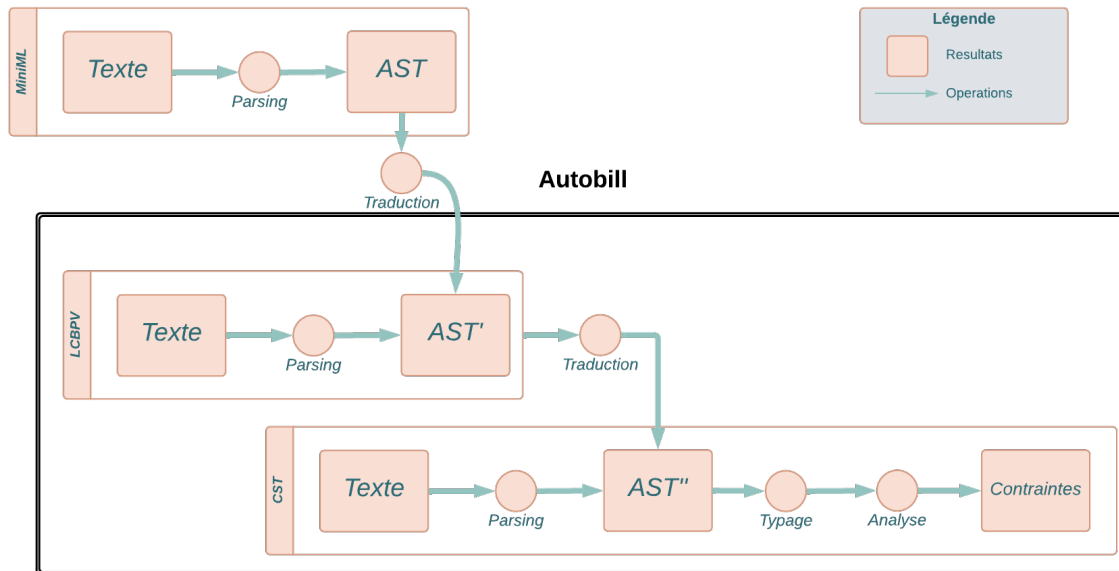 MiniML
Texte
Parsing
AST
Traduction
Légende
Resultats
Operations
Autobill
LCBPV
Texte
Parsing
AST'
Traduction
CST
Texte
Parsing
AST"
Typage
Analyse
Contraintes